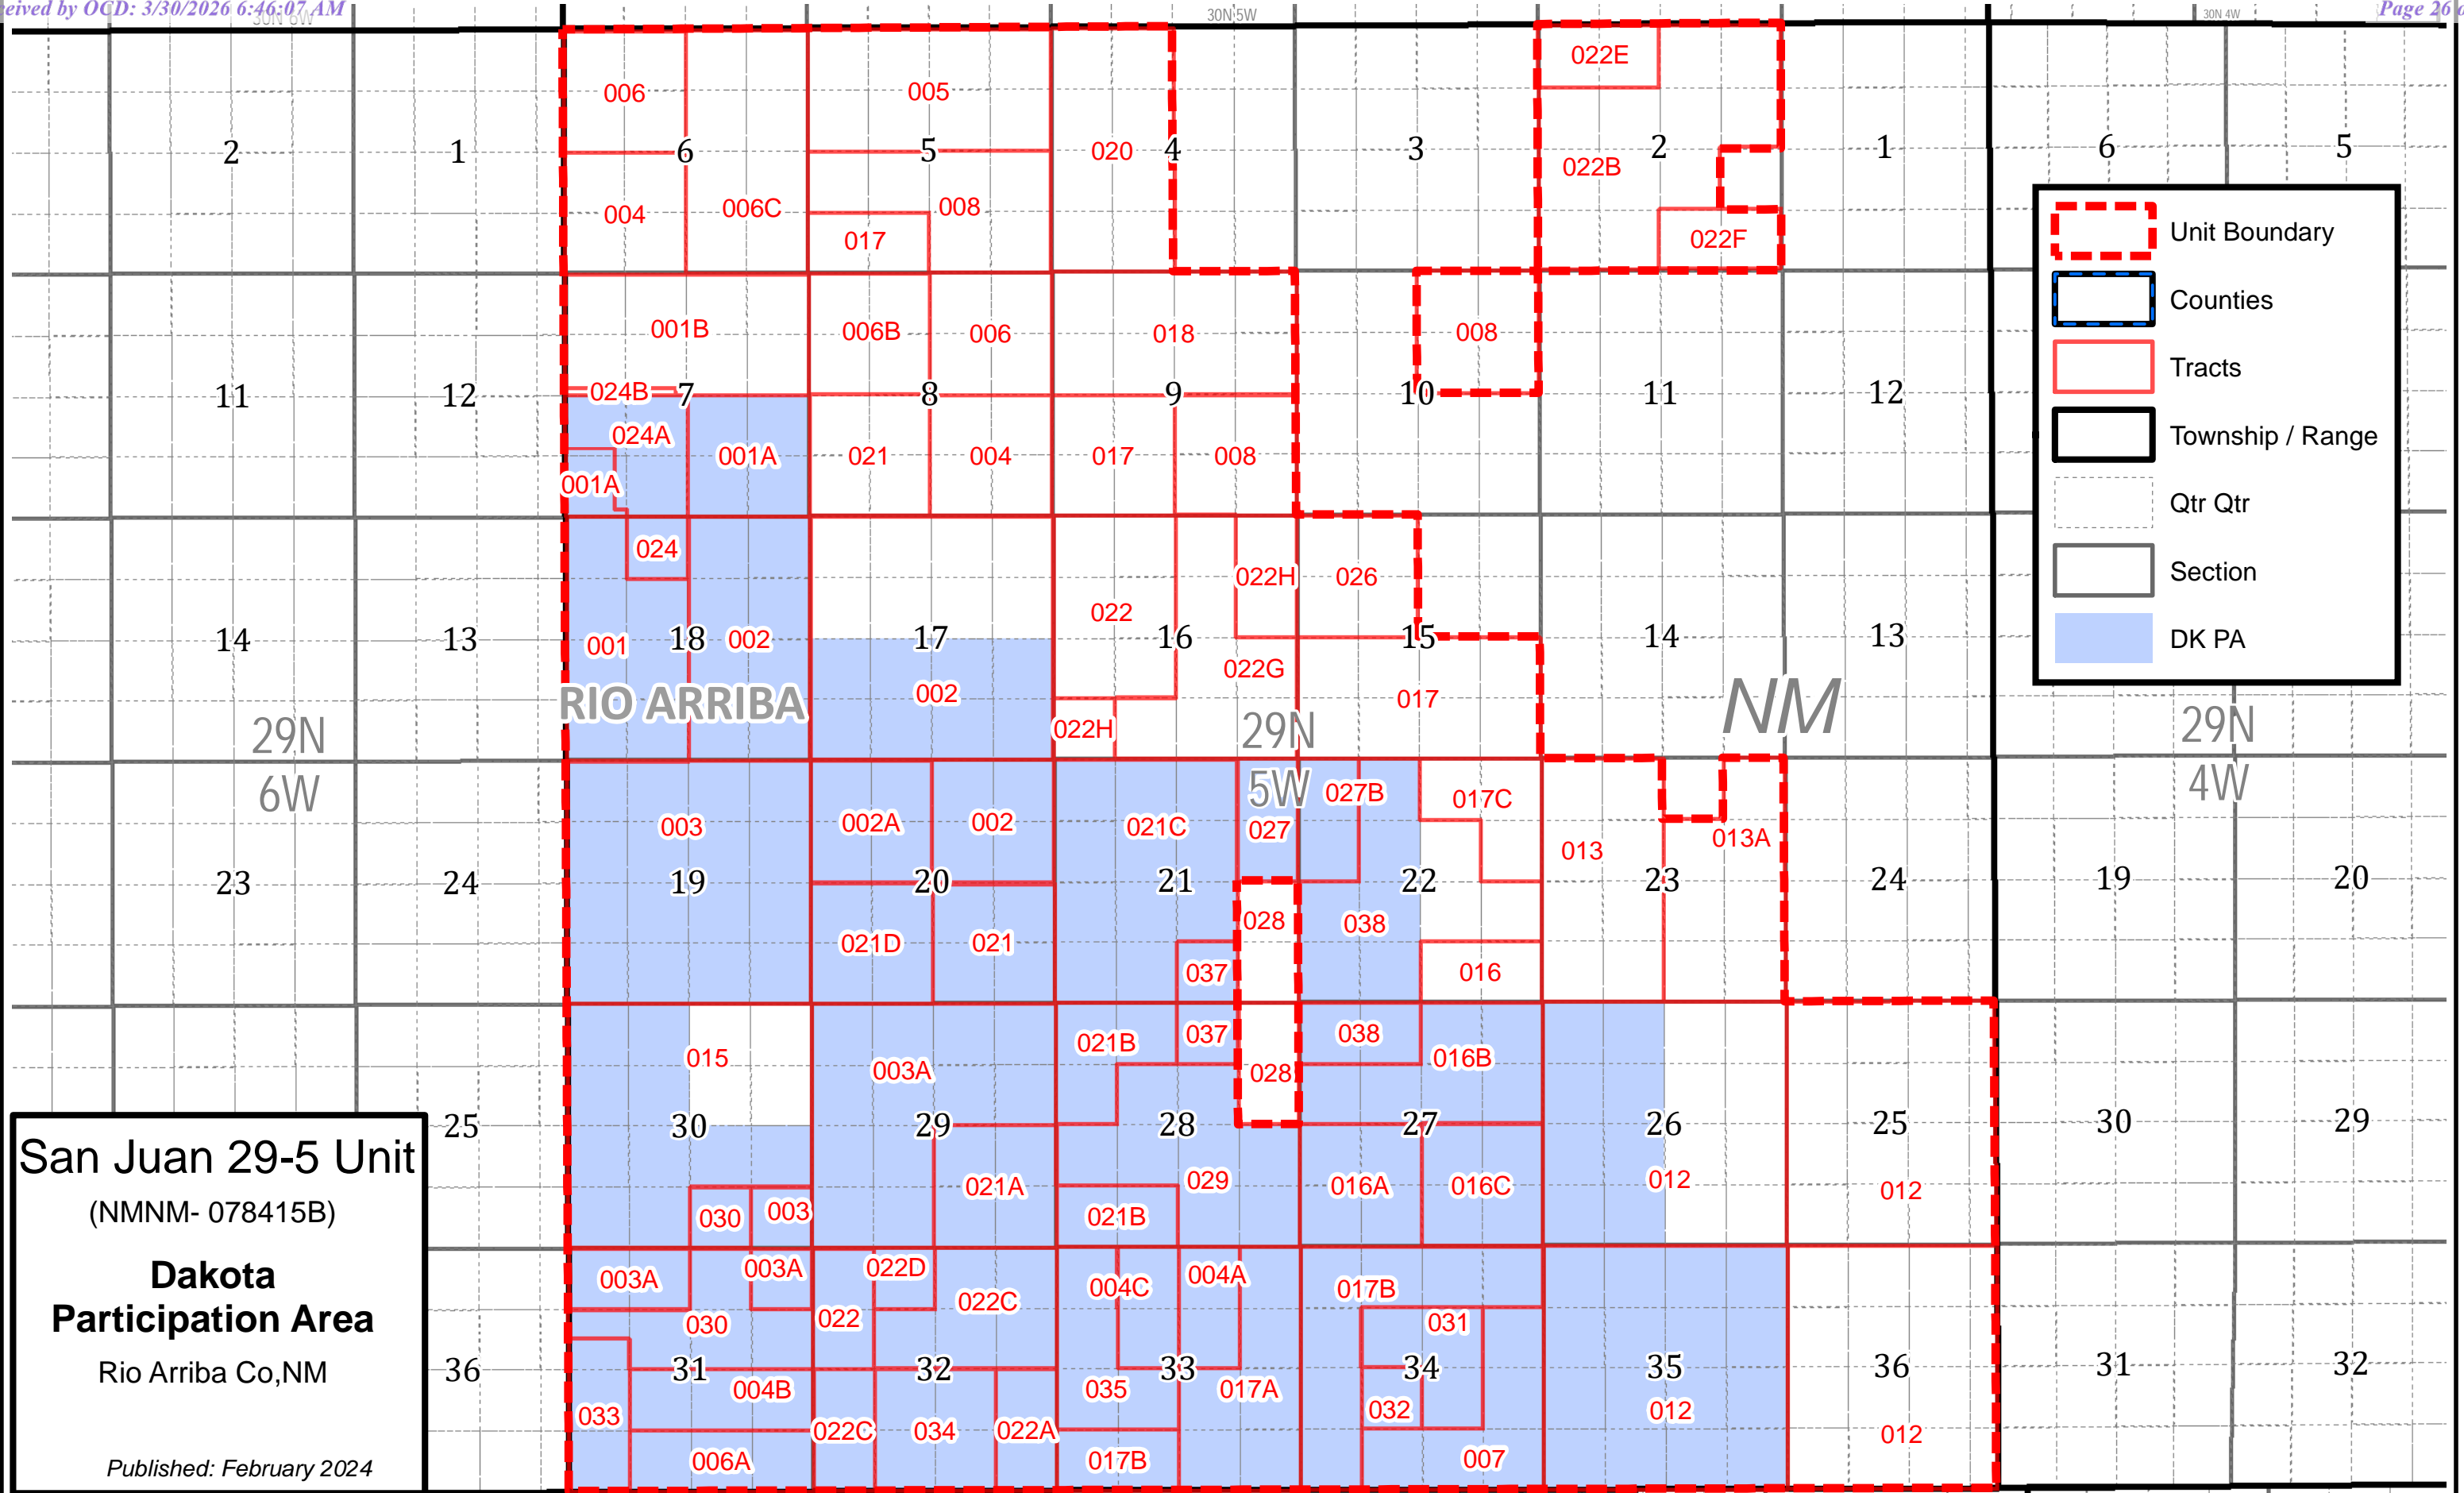 ceived by OCD: 3/30/2026 6:46:07 AM
Page 26 o
30N 6W
30N 5W
30N 4W
022E
006
005
2
1
6
5
020
4
3
022B
2
1
6
5
004
006C
008
017
022F
Unit Boundary
Counties
Tracts
Township / Range
Qtr Qtr
Section
DK PA
001B
006B
006
018
008
11
12
024B
7
8
9
10
11
12
024A
001A
021
004
017
008
001A
024
022H
026
022
14
13
001
18
002
17
16
15
14
13
022G
RIO ARRIBA
002
017
NM
022H
29N
6W
29N
5W
29N
4W
027B
017C
003
002A
002
021C
027
013
013A
23
24
19
20
21
22
23
24
19
20
028
038
021D
021
037
016
015
003A
021B
037
028
038
016B
25
30
29
28
27
26
25
30
29
030
003
021A
029
016A
016C
012
012
021B
003A
003A
022D
022C
004C
004A
017B
030
022
031
36
31
32
33
34
35
36
31
32
004B
035
017A
032
012
033
022C
034
022A
012
006A
017B
007
San Juan 29-5 Unit
(NMNM- 078415B)
Dakota
Participation Area
Rio Arriba Co,NM
Published: February 2024